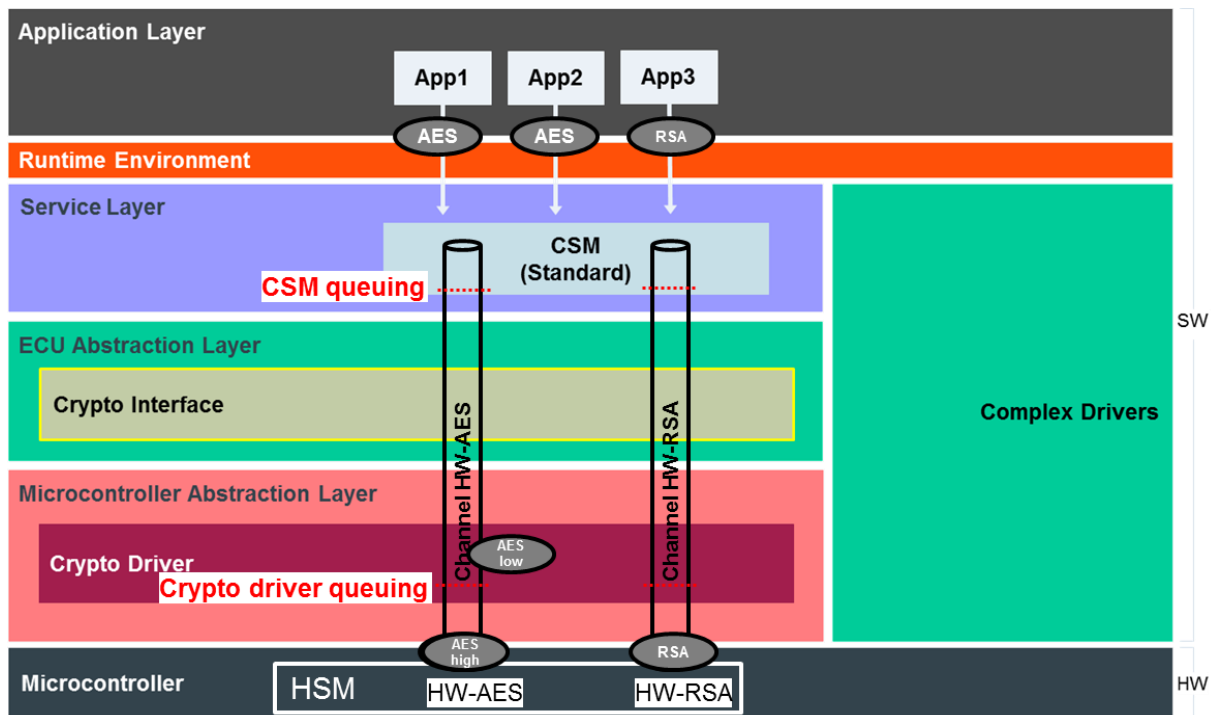 Application Layer
App1
App2
App3
AES
AES
RSA
Runtime Environment
Service Layer
CSM
(Standard)
CSM queuing
SW
ECU Abstraction Layer
Crypto Interface
Complex Drivers
Channel HW-AES
Channel HW-RSA
Microcontroller Abstraction Layer
Crypto Driver
AES
low
Crypto driver queuing
AES
high
RSA
Microcontroller
HSM
HW-AES
HW-RSA
HW